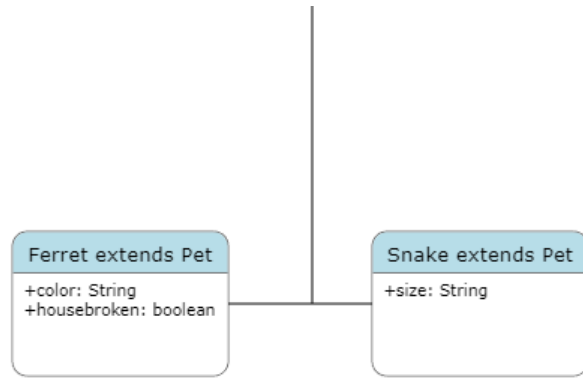 Ferret extends Pet
+color: String
+housebroken: boolean
Snake extends Pet
+size: String